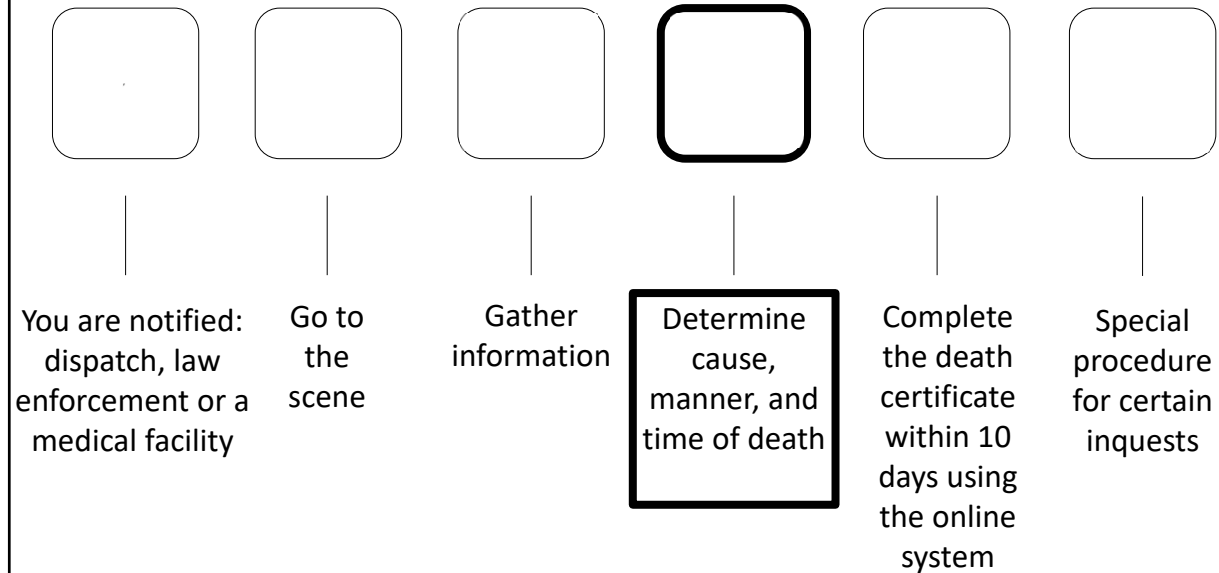 You are notified:
dispatch, law
enforcement or a
medical facility
Go to
the
scene
Gather
information
Determine
cause,
manner, and
time of death
Complete
the death
certificate
within 10
days using
the online
system
Special
procedure
for certain
inquests